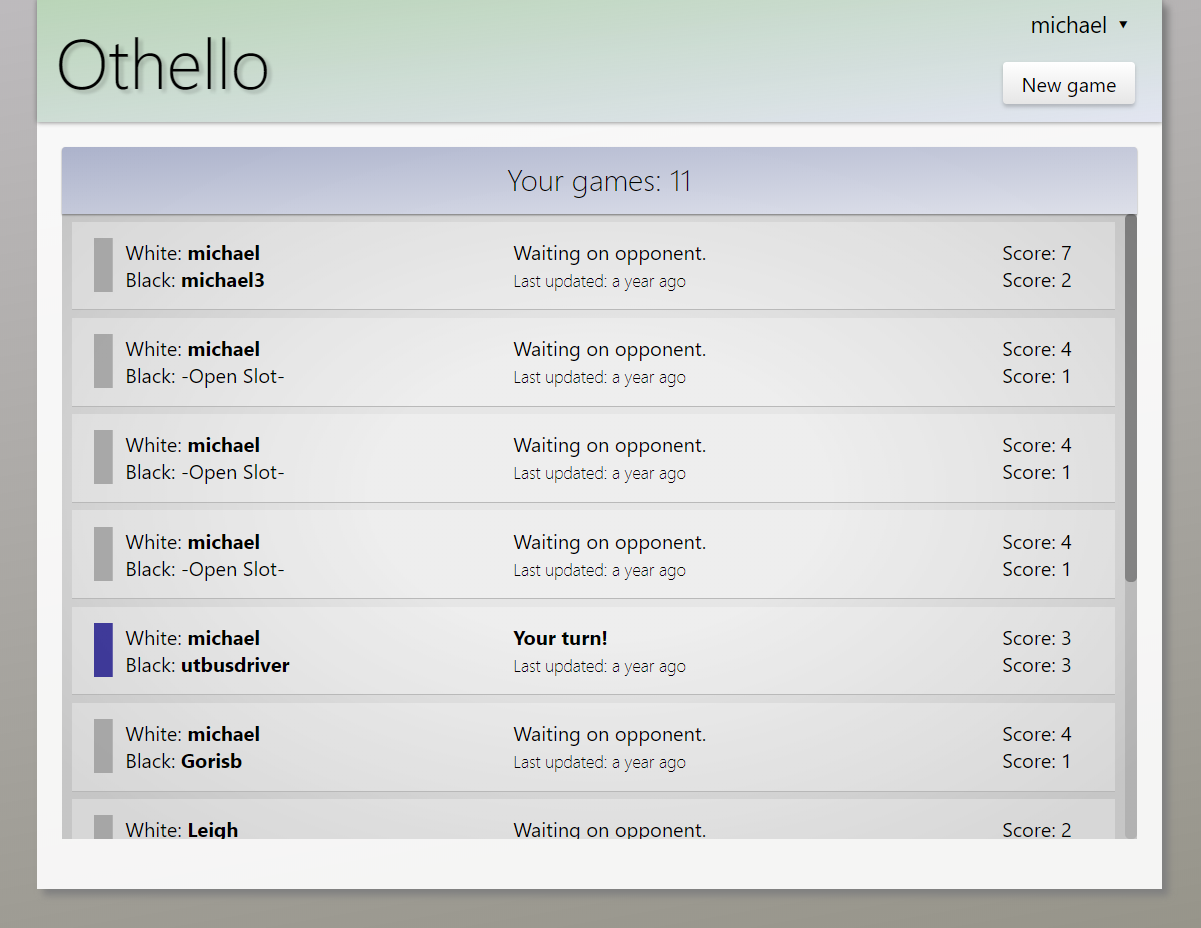 michael ▼
Othello
New game
Your games: 11
White: michael Waiting on opponent. Score: 7
Black: michael3 Last updated: a year ago Score: 2
White: michael Waiting on opponent. Score: 4
Black: -Open Slot- Last updated: a year ago Score: 1
White: michael Waiting on opponent. Score: 4
Black: -Open Slot- Last updated: a year ago Score: 1
White: michael Waiting on opponent. Score: 4
Black: -Open Slot- Last updated: a year ago Score: 1
White: michael Your turn! Score: 3
Black: utbusdriver Last updated: a year ago Score: 3
White: michael Waiting on opponent. Score: 4
Black: Gorisb Last updated: a year ago Score: 1
White: Leigh Waiting on opponent. Score: 2